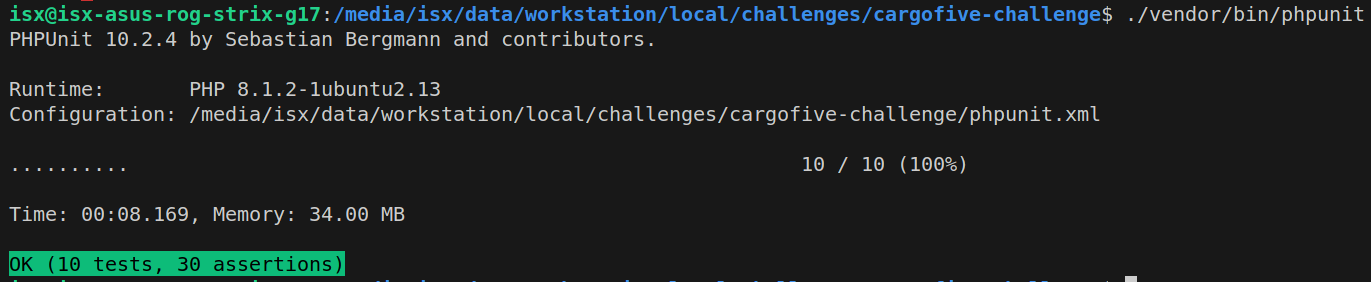 isx@isx-asus-rog-strix-g17:/media/isx/data/workstation/local/challenges/cargofive-challenge$ ./vendor/bin/phpunit
PHPUnit 10.2.4 by Sebastian Bergmann and contributors.
Runtime:       PHP 8.1.2-1ubuntu2.13
Configuration: /media/isx/data/workstation/local/challenges/cargofive-challenge/phpunit.xml
..........                                                        10 / 10 (100%)
Time: 00:08.169, Memory: 34.00 MB
OK (10 tests, 30 assertions)